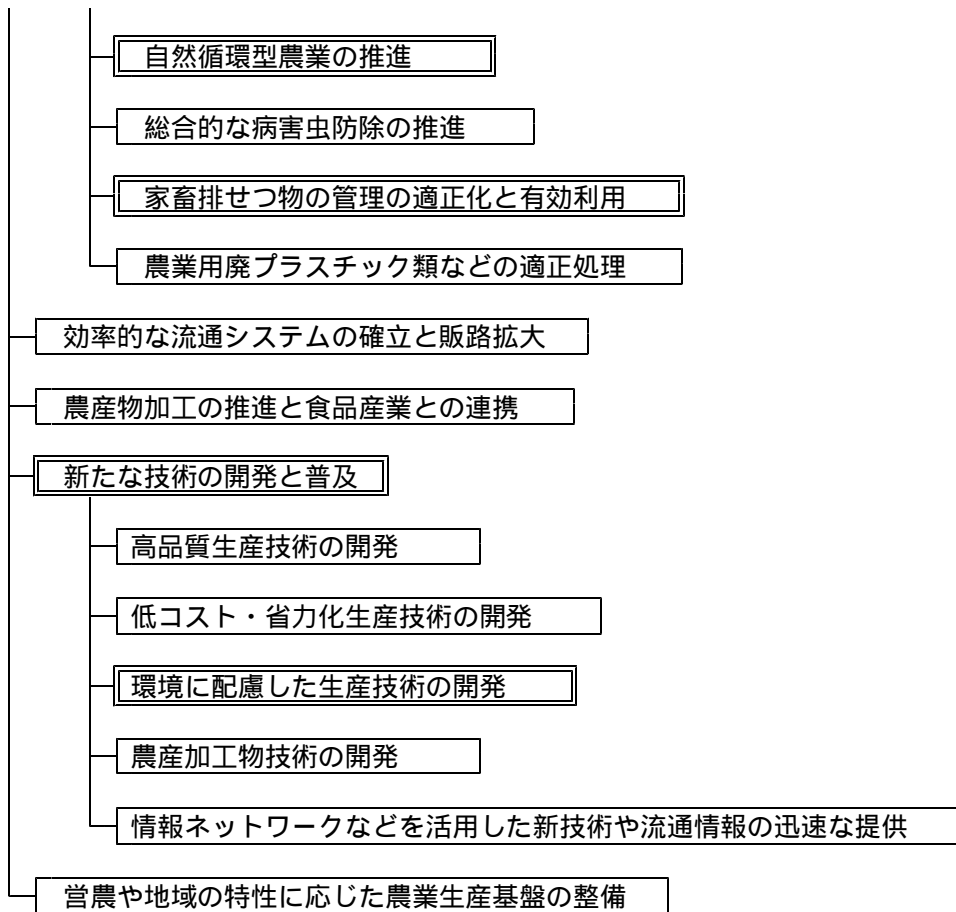 自然循環型農業の推進
総合的な病害虫防除の推進
家畜排せつ物の管理の適正化と有効利用
農業用廃プラスチック類などの適正処理
効率的な流通システムの確立と販路拡大
農産物加工の推進と食品産業との連携
新たな技術の開発と普及
高品質生産技術の開発
低コスト・省力化生産技術の開発
環境に配慮した生産技術の開発
農産加工物技術の開発
情報ネットワークなどを活用した新技術や流通情報の迅速な提供
営農や地域の特性に応じた農業生産基盤の整備